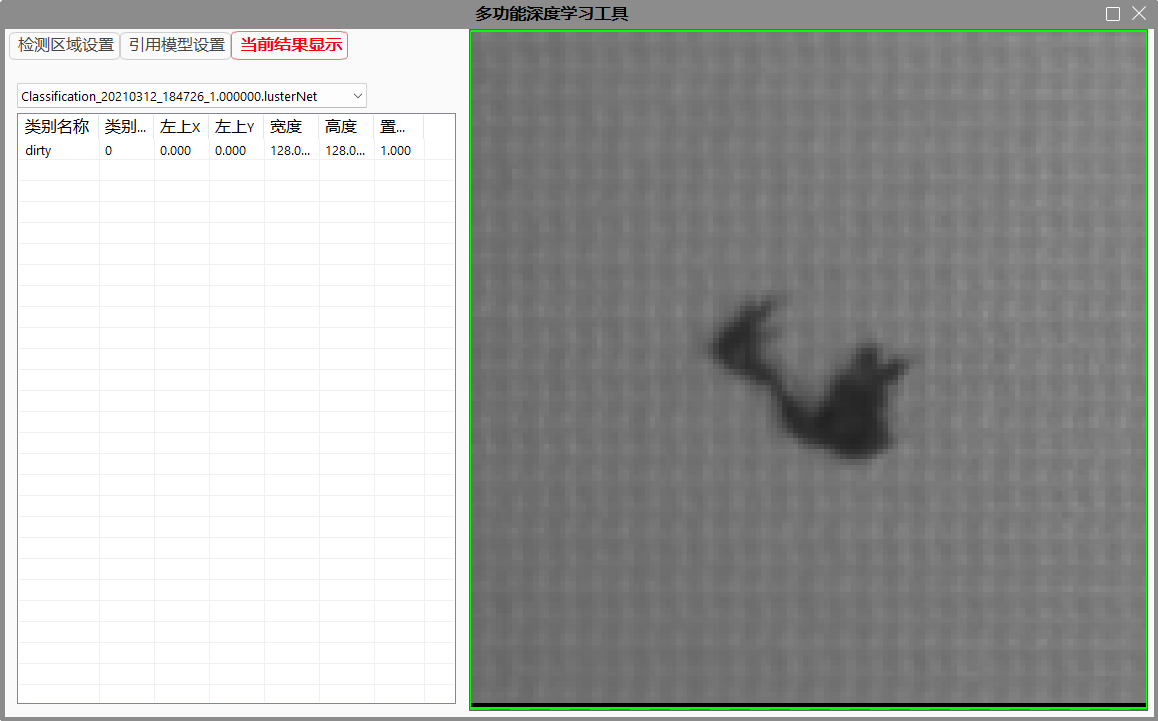 多功能深度学习工具
检测区域设置 引用模型设置 当前结果显示
Classification_20210312_184726_1.000000.lusterNet
类别名称 类别... 左上X 左上Y 宽度 高度 置...
dirty 0 0.000 0.000 128.0... 128.0... 1.000